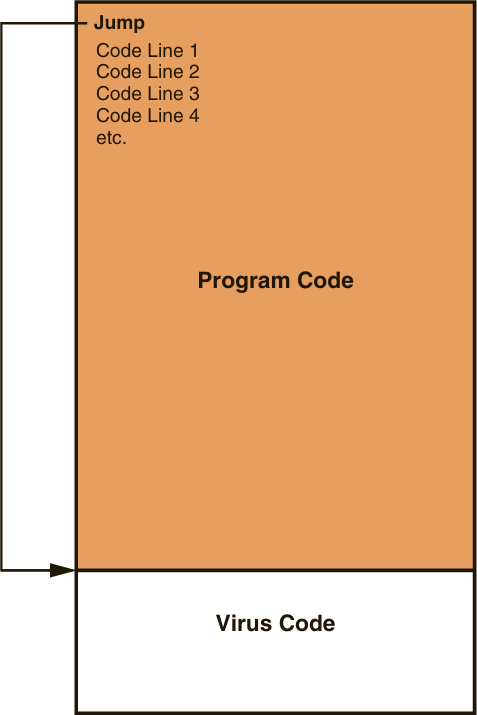 Jump
Code Line 1
Code Line 2
Code Line 3
Code Line 4
etc.
Program Code
Virus Code